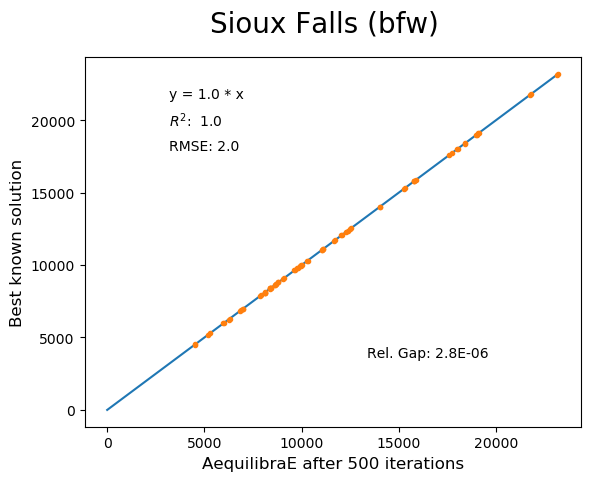 Sioux Falls (bfw)
y = 1.0 * x
R²: 1.0
RMSE: 2.0
Rel. Gap: 2.8E-06
Best known solution
20000
15000
10000
5000
0
0 5000 10000 15000 20000
AequilibraE after 500 iterations